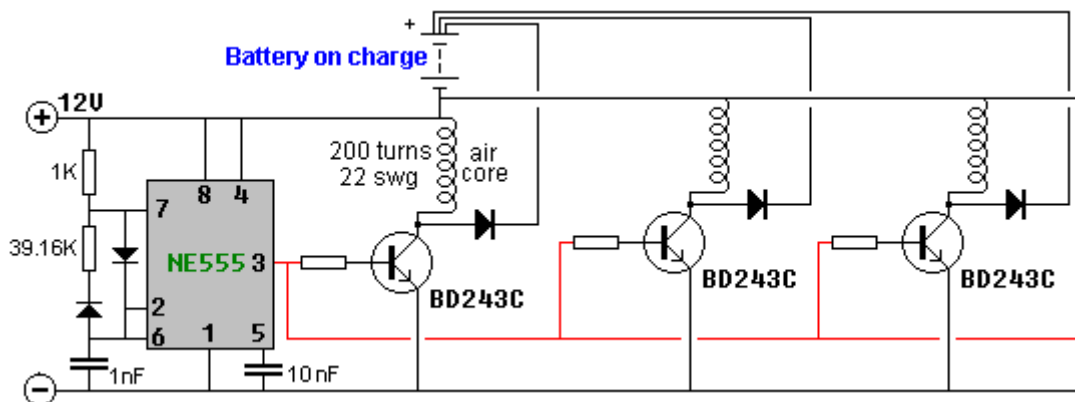 +
Battery on charge
+ 12V
200 turns
22 swg
air
core
1K
7
8
4
39.16K
NE555
3
2
6
1
5
1nF
10nF
BD243C
BD243C
BD243C
−